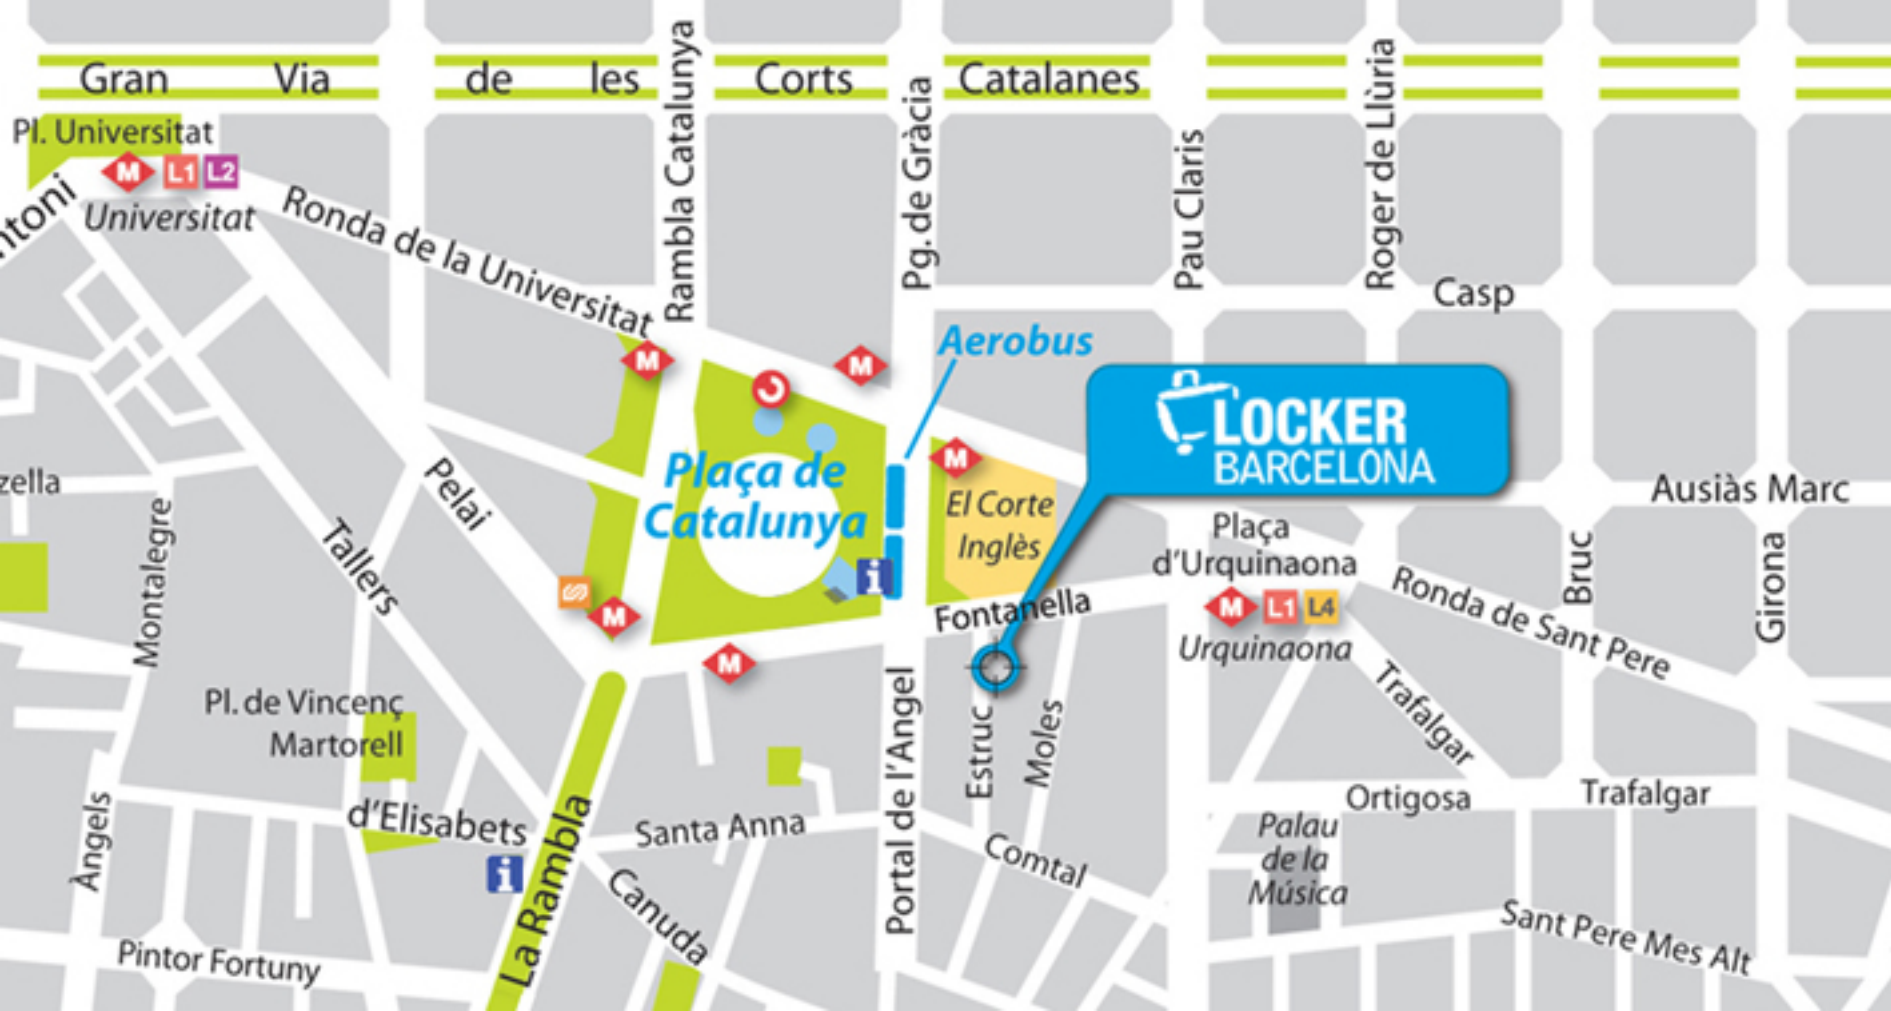 Gran Via de les Corts Catalanes
Pl. Universitat
M L1 L2
Universitat
ntoni
Ronda de la Universitat
Rambla Catalunya
Pg. de Gràcia
Pau Claris
Roger de Llúria
Casp
Aerobus
M
M
LOCKER
BARCELONA
Plaça de
Catalunya
M
El Corte
Inglès
Ausiàs Marc
zella
Pelai
Tallers
Montalegre
Plaça
d'Urquinaona
M L1 L4
Urquinaona
Bruc
Girona
Ronda de Sant Pere
i
M
M
Fontanella
Pl. de Vincenç
Martorell
Portal de l'Angel
Estruc
Moles
Trafalgar
Ortigosa
Trafalgar
Àngels
d'Elisabets
i
La Rambla
Santa Anna
Canuda
Comtal
Palau
de la
Música
Sant Pere Mes Alt
Pintor Fortuny